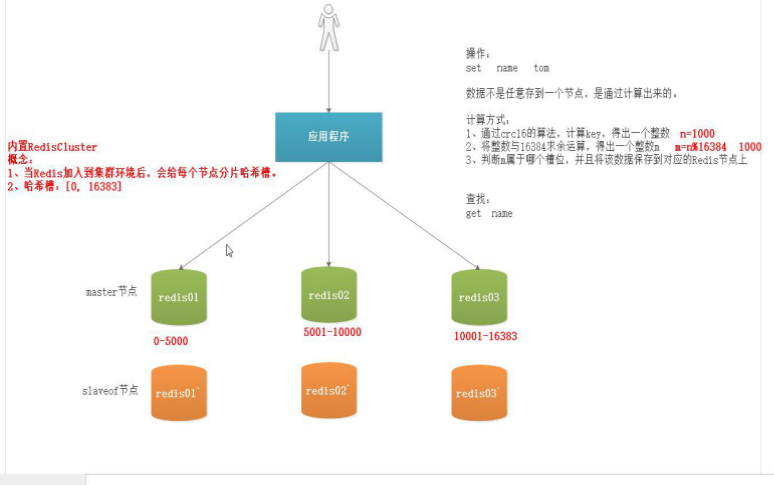 操作：
set name tom
数据不是任意存到一个节点，是通过计算出来的。
计算方式：
1、通过crc16的算法，计算key，得出一个整数 n=1000
2、将整数与16384求余运算，得出一个整数m m=n%16384 1000
3、判断m属于哪个槽位，并且将该数据保存到对应的Redis节点上
查找：
get name
应用程序
内置RedisCluster
概念：
1、当Redis加入到集群环境后，会给每个节点分片哈希槽。
2、哈希槽：[0, 16383]
master节点
redis01
redis02
redis03
0-5000
5001-10000
10001-16383
slaveof节点
redis01`
redis02`
redis03`